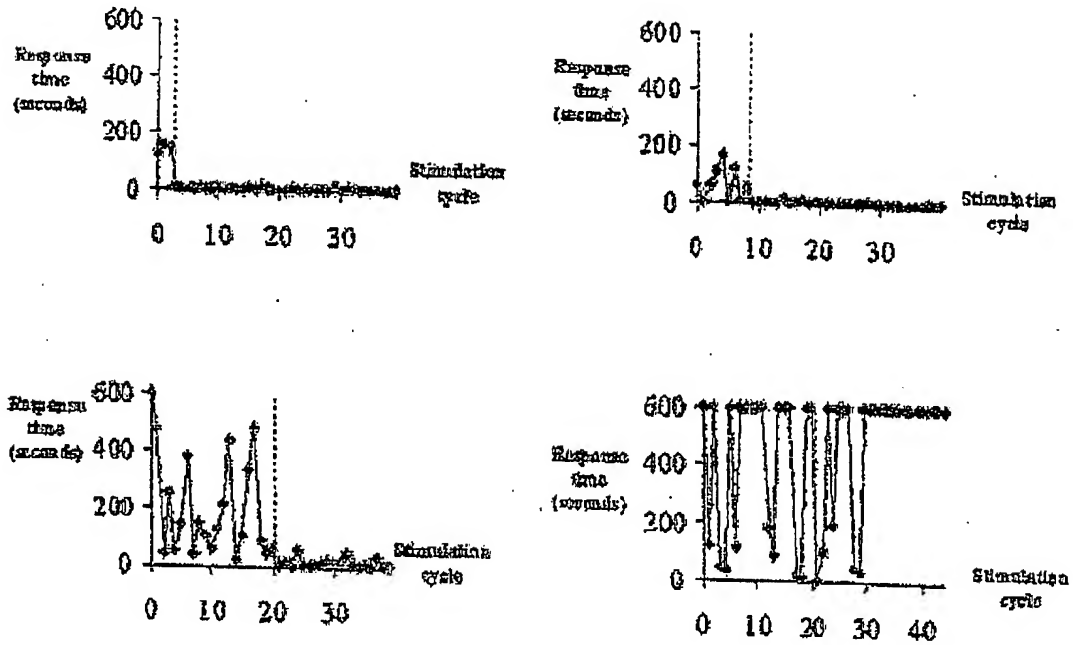 600
Response
time
(seconds)
400
200
0
Stimulation
cycle
0 10 20 30
600
Response
time
(seconds)
400
200
0
Stimulation
cycle
0 10 20 30
600
Response
time
(seconds)
400
200
0
Stimulation
cycle
0 10 20 30
600
Response
time
(seconds)
400
200
0
Stimulation
cycle
0 10 20 30 40